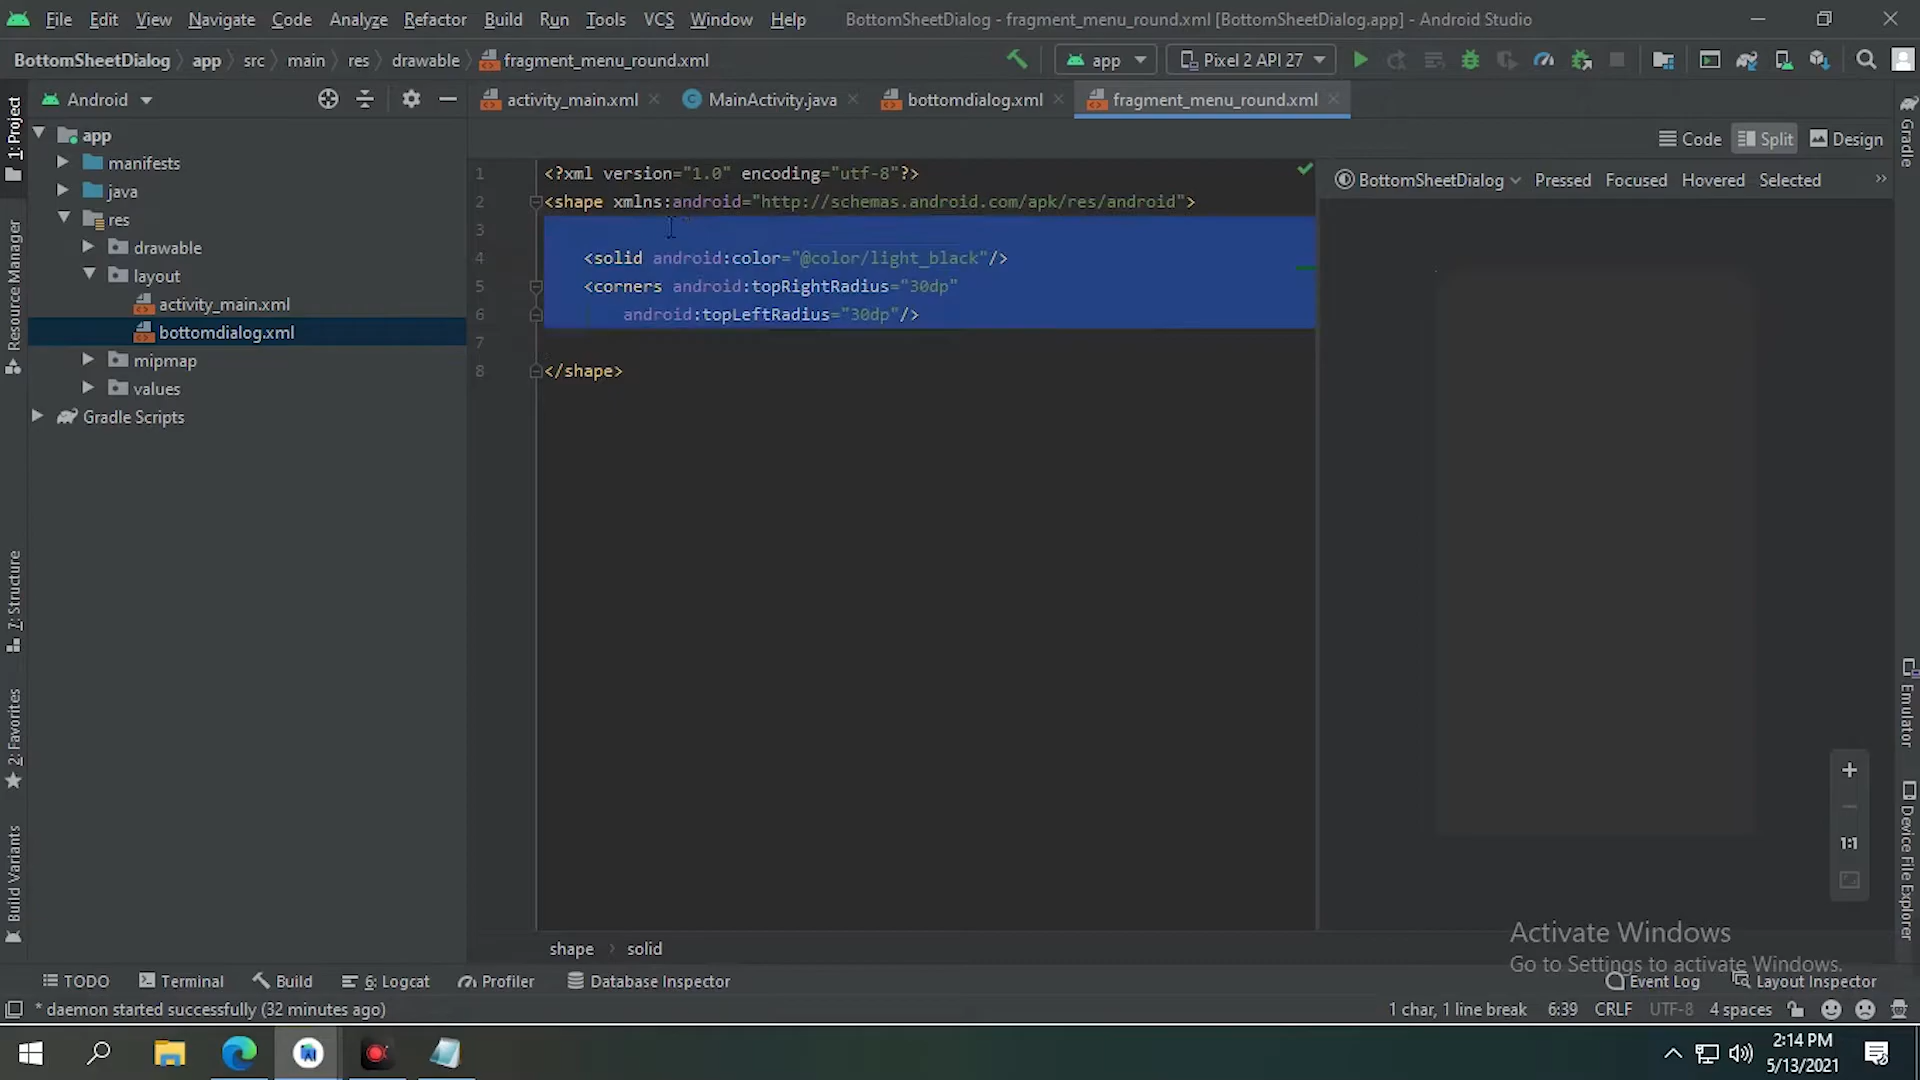 File Edit View Navigate Code Analyze Refactor Build Run Tools VCS Window Help BottomSheetDialog - fragment_menu_round.xml [BottomSheetDialog.app] - Android Studio
BottomSheetDialog app src main res drawable fragment_menu_round.xml app Pixel 2 API 27
Android
activity_main.xml MainActivity.java bottomdialog.xml fragment_menu_round.xml
Code Split Design
BottomSheetDialog Pressed Focused Hovered Selected »
app
manifests
java
res
drawable
layout
activity_main.xml
bottomdialog.xml
mipmap
values
Gradle Scripts
1 <?xml version="1.0" encoding="utf-8"?>
2 <shape xmlns:android="http://schemas.android.com/apk/res/android">
3
4 <solid android:color="@color/light_black"/>
5 <corners android:topRightRadius="30dp"
6 android:topLeftRadius="30dp"/>
7
8 </shape>
1: Project
Resource Manager
7: Structure
2: Favorites
Build Variants
Gradle
Emulator
Device File Explorer
1:1
shape solid
Activate Windows
Go to Settings to activate Windows.
TODO Terminal Build 6: Logcat Profiler Database Inspector Event Log Layout Inspector
* daemon started successfully (32 minutes ago) 1 char, 1 line break 6:39 CRLF UTF-8 4 spaces
2:14 PM
5/13/2021